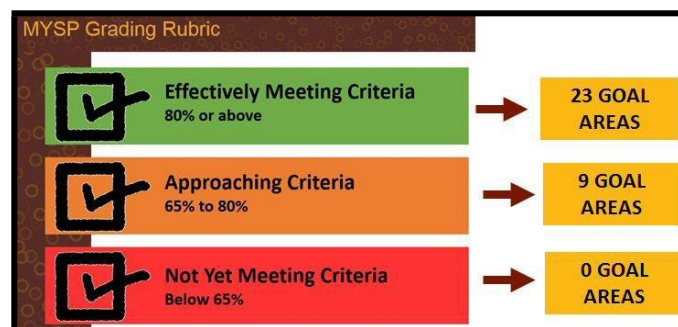 MYSP Grading Rubric
Effectively Meeting Criteria
80% or above
23 GOAL
AREAS
Approaching Criteria
65% to 80%
9 GOAL
AREAS
Not Yet Meeting Criteria
Below 65%
0 GOAL
AREAS